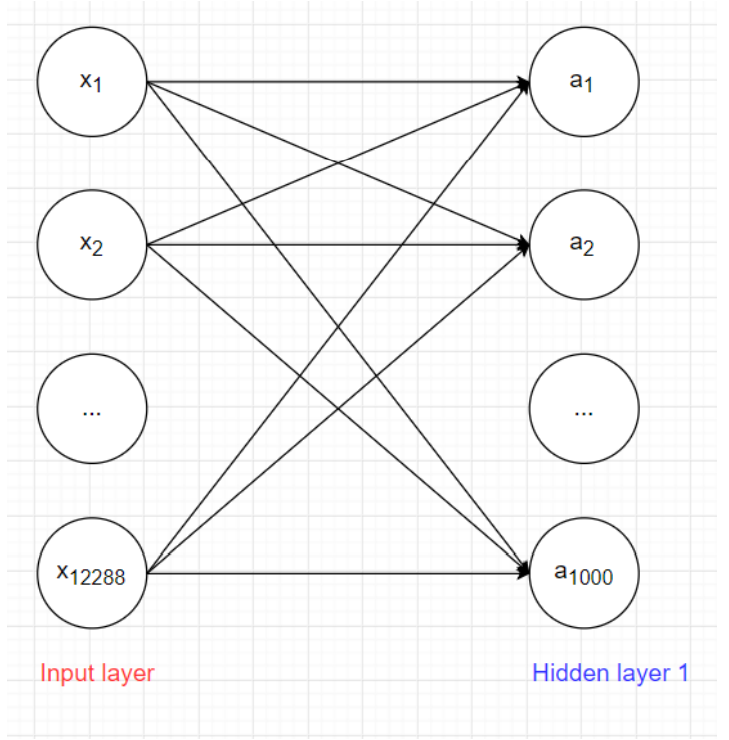 x₁
a₁
x₂
a₂
...
...
x₁₂₂₈₈
a₁₀₀₀
Input layer
Hidden layer 1